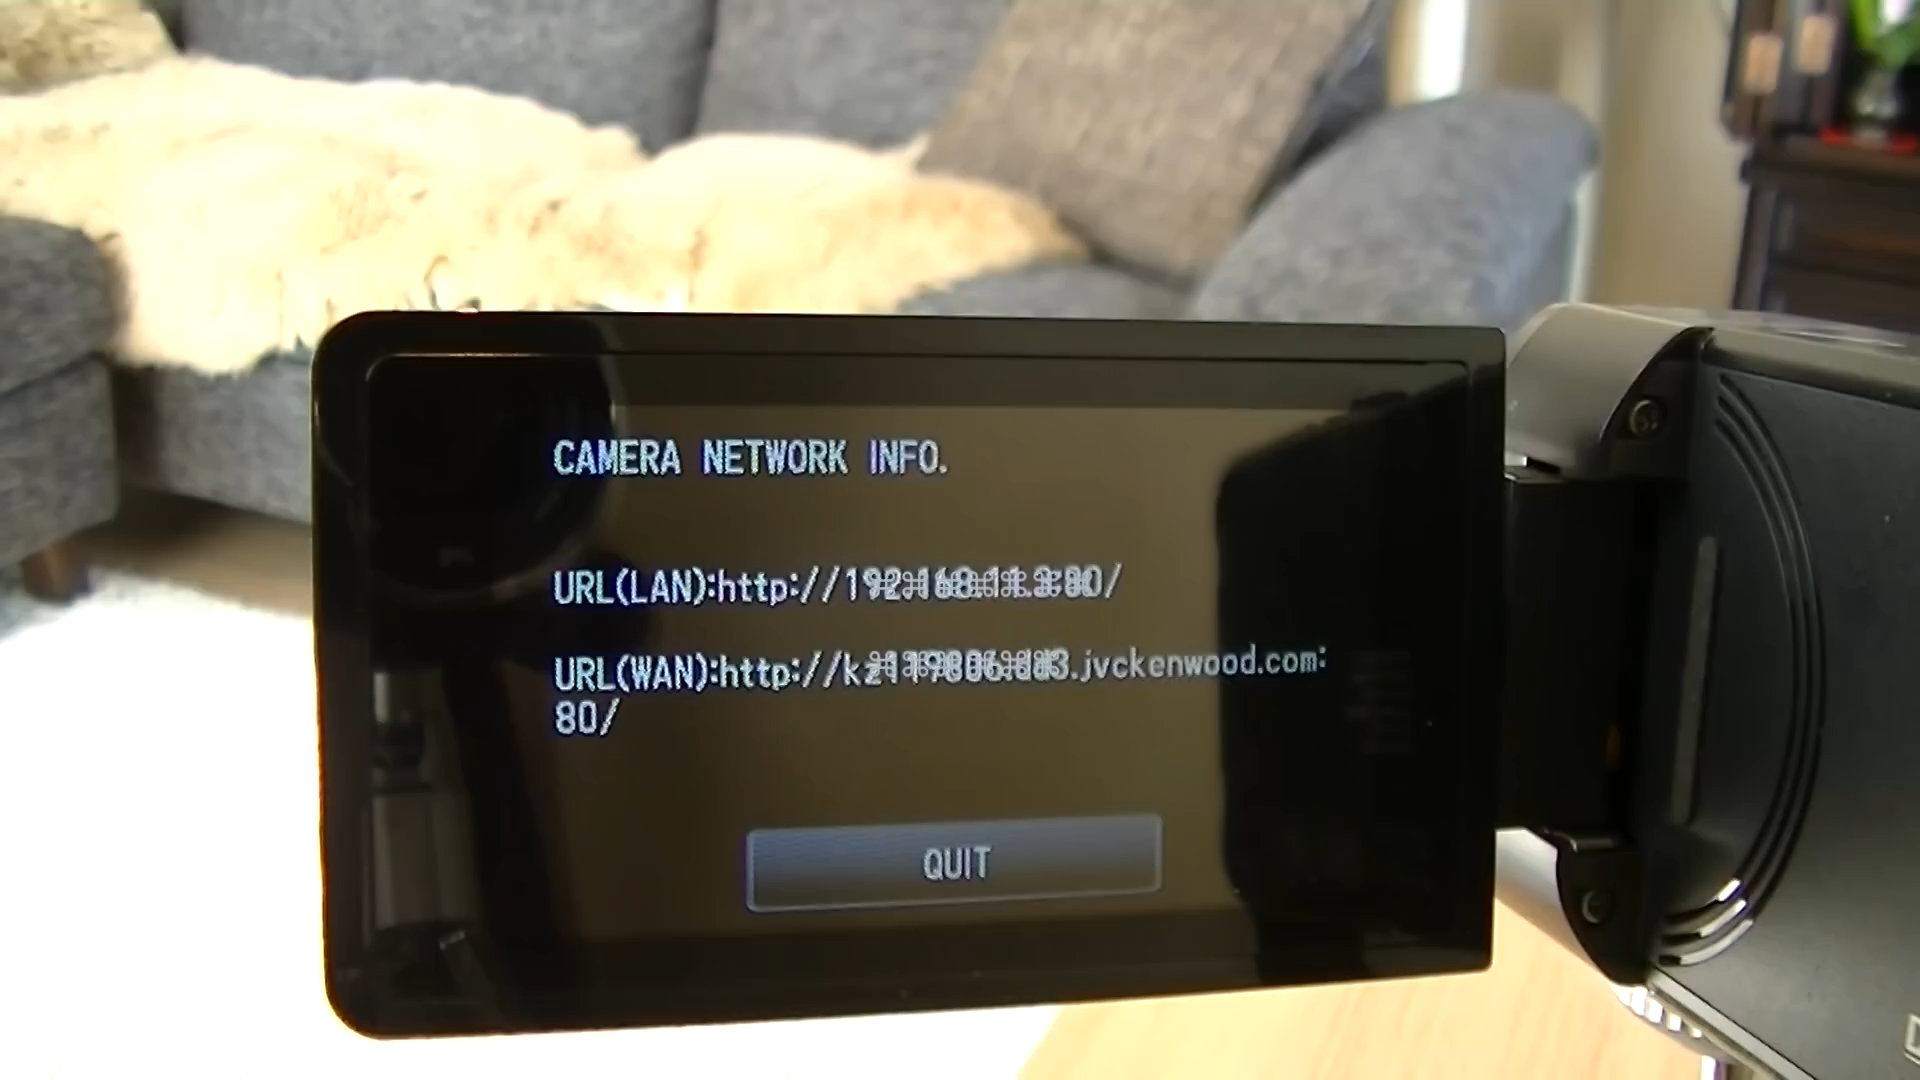 CAMERA NETWORK INFO.
URL(LAN):http://
URL(WAN):http:// .jvckenwood.com:
80/
QUIT